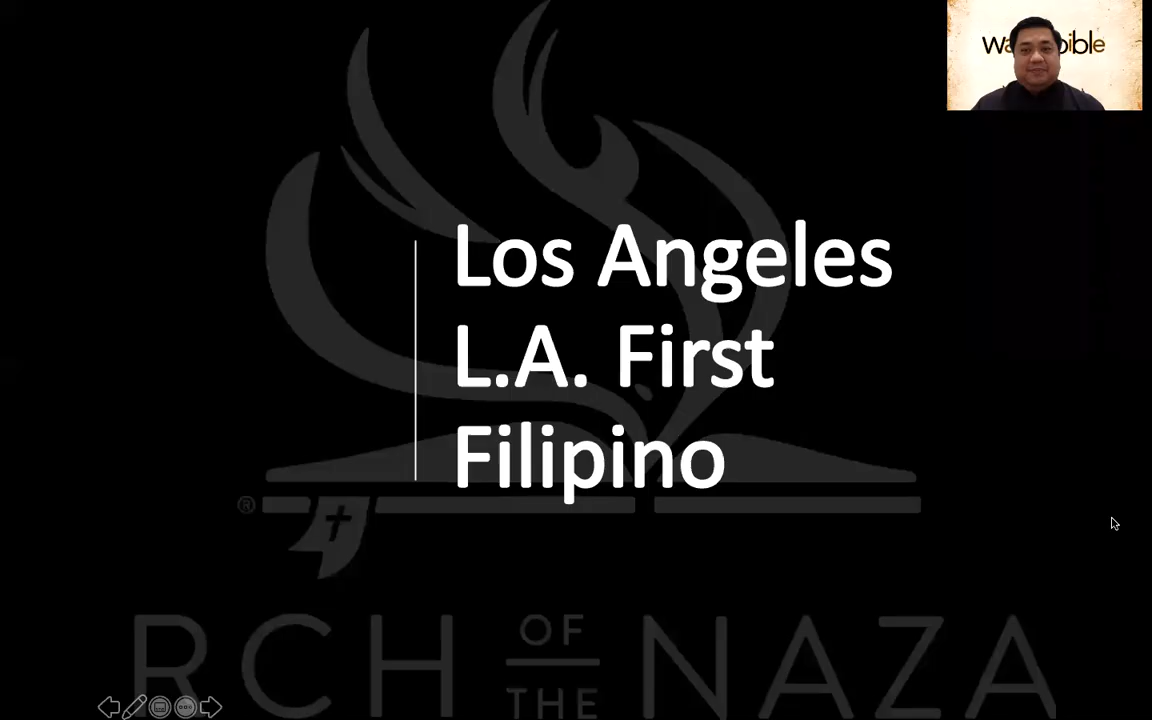 Los Angeles
L.A. First
Filipino
®
RCH OF THE NAZA